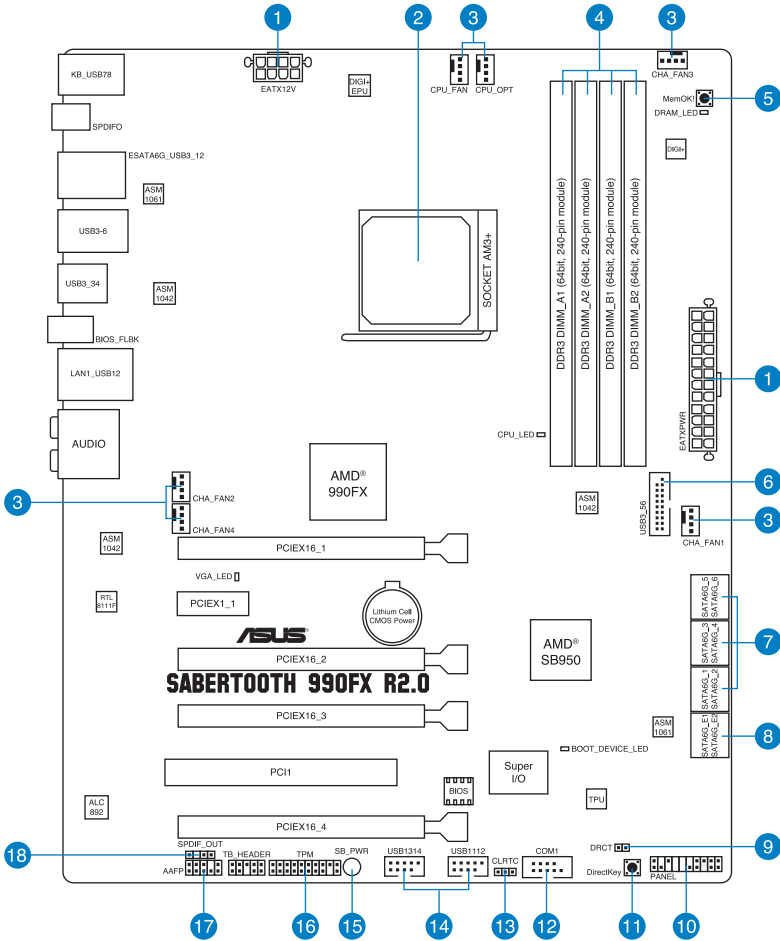 1
2
3
4
3
KB_USB78
EATX12V
DIGI+
EPU
CPU_FAN
CPU_OPT
CHA_FAN3
MemOK!
5
DRAM_LED
SPDIFO
DIGI+
ESATA6G_USB3_12
ASM
1061
USB3-6
SOCKET AM3+
DDR3 DIMM_A1 (64bit, 240-pin module)
DDR3 DIMM_A2 (64bit, 240-pin module)
DDR3 DIMM_B1 (64bit, 240-pin module)
DDR3 DIMM_B2 (64bit, 240-pin module)
USB3_34
ASM
1042
BIOS_FLBK
LAN1_USB12
1
EATXPWR
AUDIO
CPU_LED
AMD®
990FX
3
CHA_FAN2
CHA_FAN4
ASM
1042
USB3_56
6
3
CHA_FAN1
ASM
1042
PCIEX16_1
VGA_LED
RTL
8111F
PCIEX1_1
Lithium Cell
CMOS Power
SATA6G_5
SATA6G_6
SATA6G_3
SATA6G_4
7
SATA6G_1
SATA6G_2
ASUS
AMD®
SB950
PCIEX16_2
SABERTOOTH 990FX R2.0
PCIEX16_3
ASM
1061
SATA6G_E1
SATA6G_E2
8
BOOT_DEVICE_LED
PCI1
Super
I/O
BIOS
TPU
ALC
892
PCIEX16_4
18
SPDIF_OUT
AAFP
TB_HEADER
TPM
SB_PWR
USB1314
USB1112
CLRTC
COM1
DRCT
9
DirectKey
PANEL
17
16
15
14
13
12
11
10